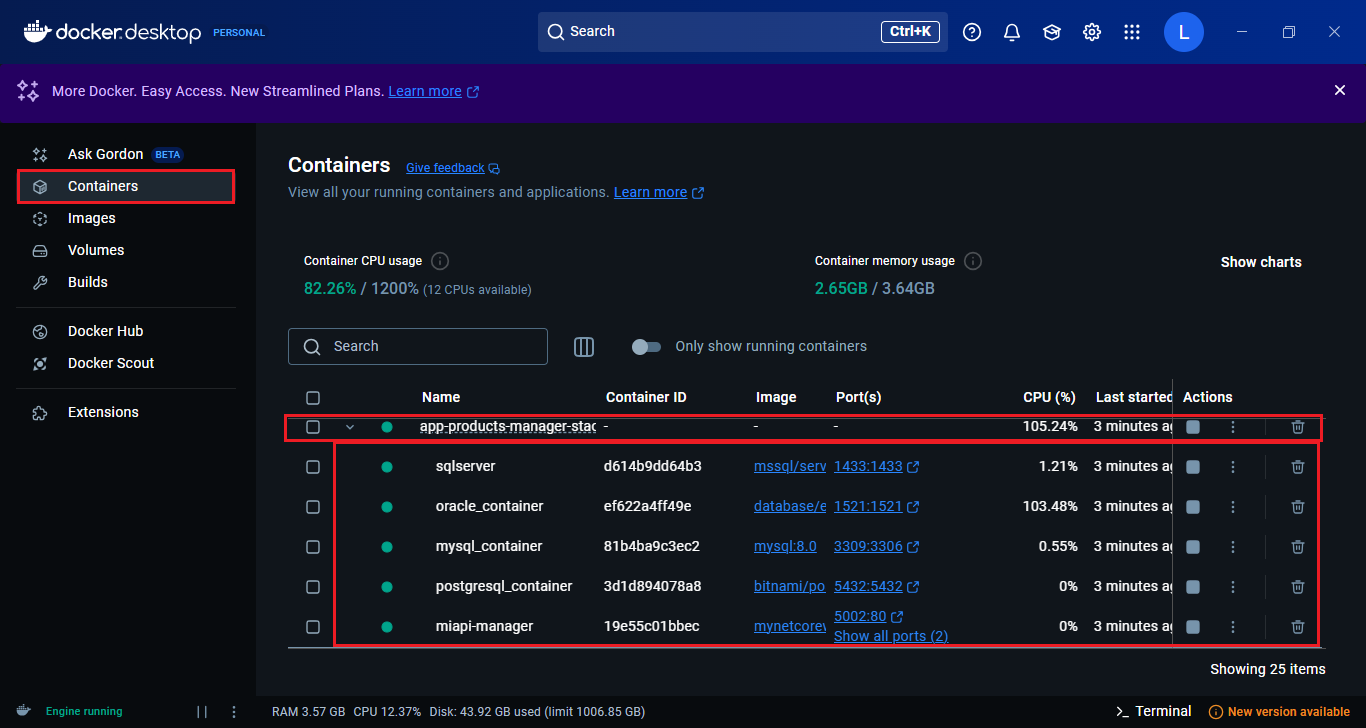 docker.desktop PERSONAL
Search Ctrl+K
L
More Docker. Easy Access. New Streamlined Plans. Learn more
Ask Gordon BETA
Containers
Images
Volumes
Builds
Docker Hub
Docker Scout
Extensions
Containers Give feedback
View all your running containers and applications. Learn more
Container CPU usage
82.26% / 1200% (12 CPUs available)
Container memory usage
2.65GB / 3.64GB
Show charts
Search
Only show running containers
Name Container ID Image Port(s) CPU (%) Last started Actions
app-products-manager-stac - - - 105.24% 3 minutes ag
sqlserver d614b9dd64b3 mssql/serv 1433:1433 1.21% 3 minutes ag
oracle_container ef622a4ff49e database/e 1521:1521 103.48% 3 minutes ag
mysql_container 81b4ba9c3ec2 mysql:8.0 3309:3306 0.55% 3 minutes ag
postgresql_container 3d1d894078a8 bitnami/po 5432:5432 0% 3 minutes ag
miapi-manager 19e55c01bbec mynetcorew 5002:80 0% 3 minutes ag
Show all ports (2)
Showing 25 items
Engine running
RAM 3.57 GB CPU 12.37% Disk: 43.92 GB used (limit 1006.85 GB)
>_ Terminal
New version available